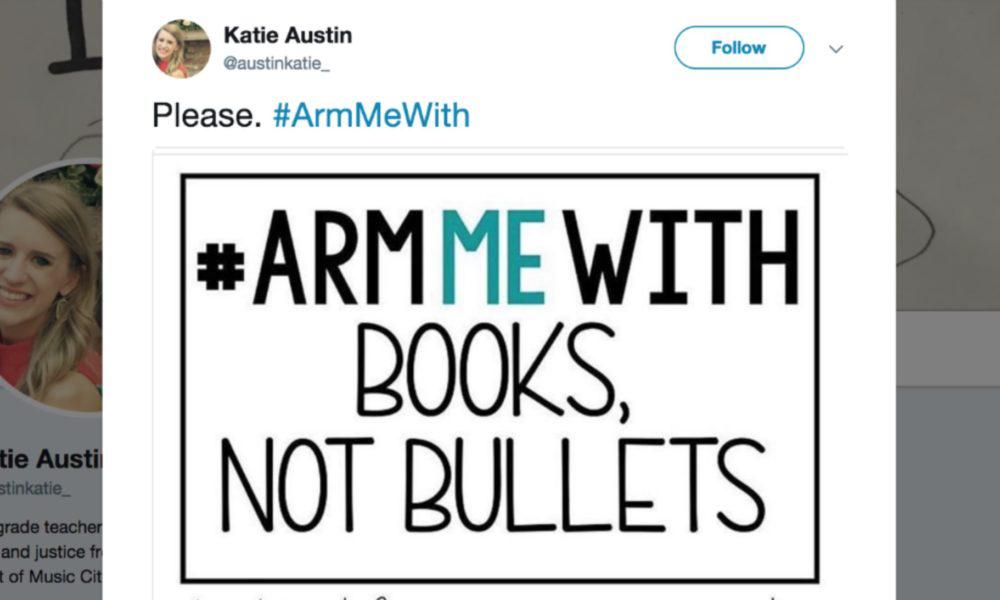 Katie Austin
@austinkatie_
Follow
Please. #ArmMeWith
#ARM ME WITH
BOOKS,
NOT BULLETS
tie Austi
stinkatie_
grade teacher
and justice fr
t of Music Cit